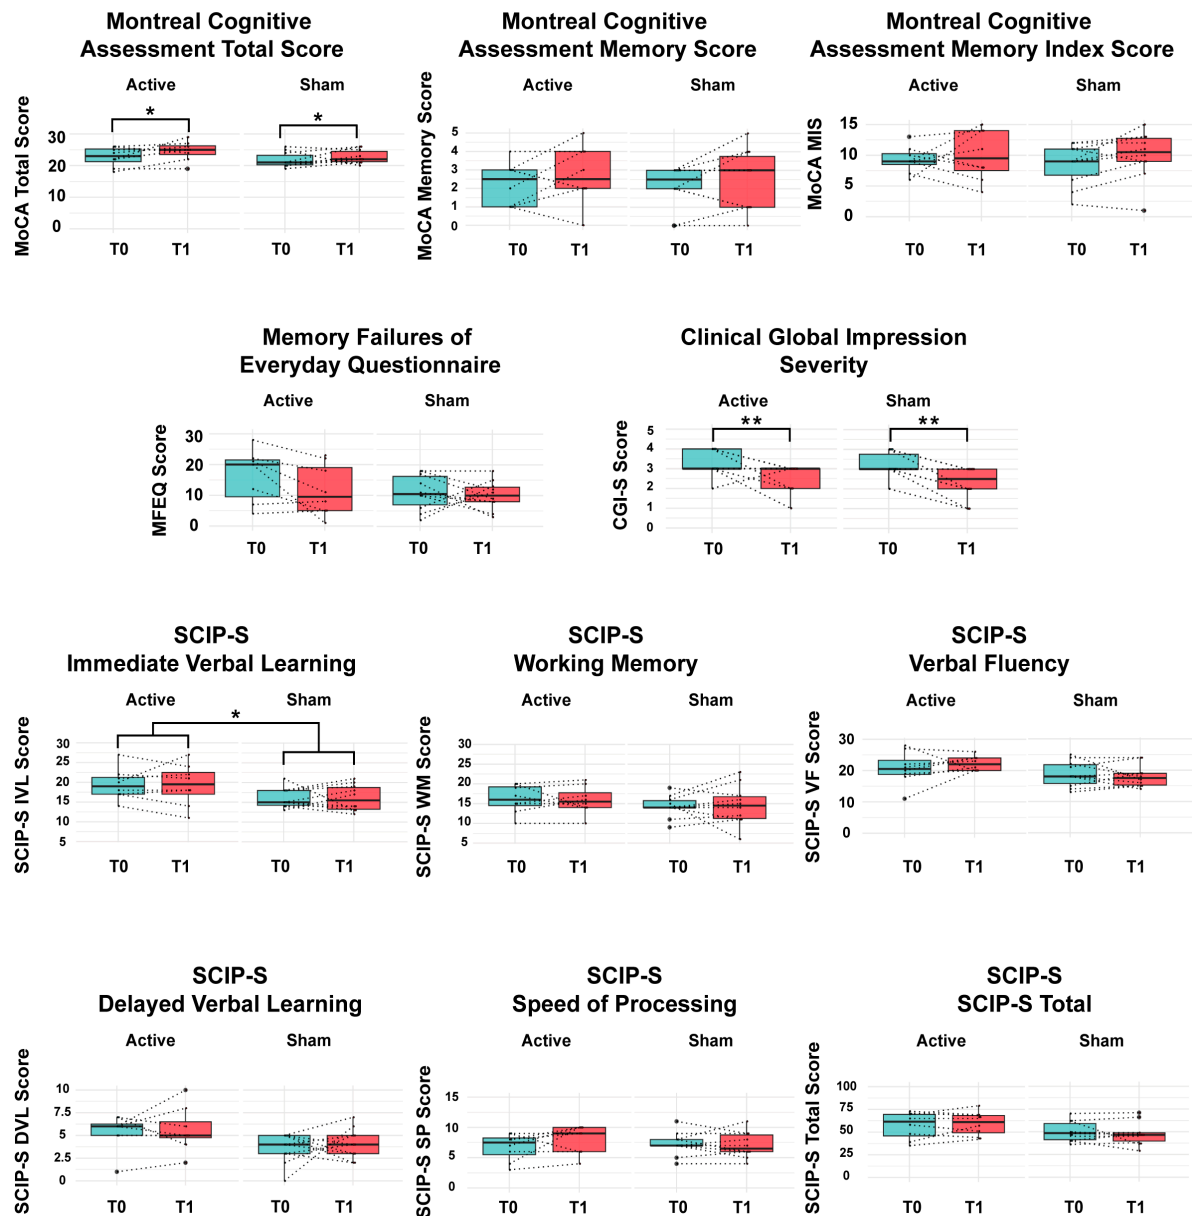 Montreal Cognitive
Assessment Total Score
Montreal Cognitive
Assessment Memory Score
Montreal Cognitive
Assessment Memory Index Score
Active
Sham
Active
Sham
Active
Sham
MoCA Total Score
30
20
10
0
*
*
T0
T1
T0
T1
MoCA Memory Score
5
4
3
2
1
0
T0
T1
T0
T1
MoCA MIS
15
10
5
0
T0
T1
T0
T1
Memory Failures of
Everyday Questionnaire
Clinical Global Impression
Severity
Active
Sham
Active
Sham
MFEQ Score
30
20
10
0
T0
T1
T0
T1
CGI-S Score
5
4
3
2
1
0
**
**
T0
T1
T0
T1
SCIP-S
Immediate Verbal Learning
SCIP-S
Working Memory
SCIP-S
Verbal Fluency
Active
Sham
Active
Sham
Active
Sham
SCIP-S IVL Score
30
25
20
15
10
5
*
T0
T1
T0
T1
SCIP-S WM Score
30
25
20
15
10
5
T0
T1
T0
T1
SCIP-S VF Score
30
20
10
0
T0
T1
T0
T1
SCIP-S
Delayed Verbal Learning
SCIP-S
Speed of Processing
SCIP-S
SCIP-S Total
Active
Sham
Active
Sham
Active
Sham
SCIP-S DVL Score
10
7.5
5
2.5
0
T0
T1
T0
T1
SCIP-S SP Score
15
10
5
0
T0
T1
T0
T1
SCIP-S Total Score
100
75
50
25
0
T0
T1
T0
T1